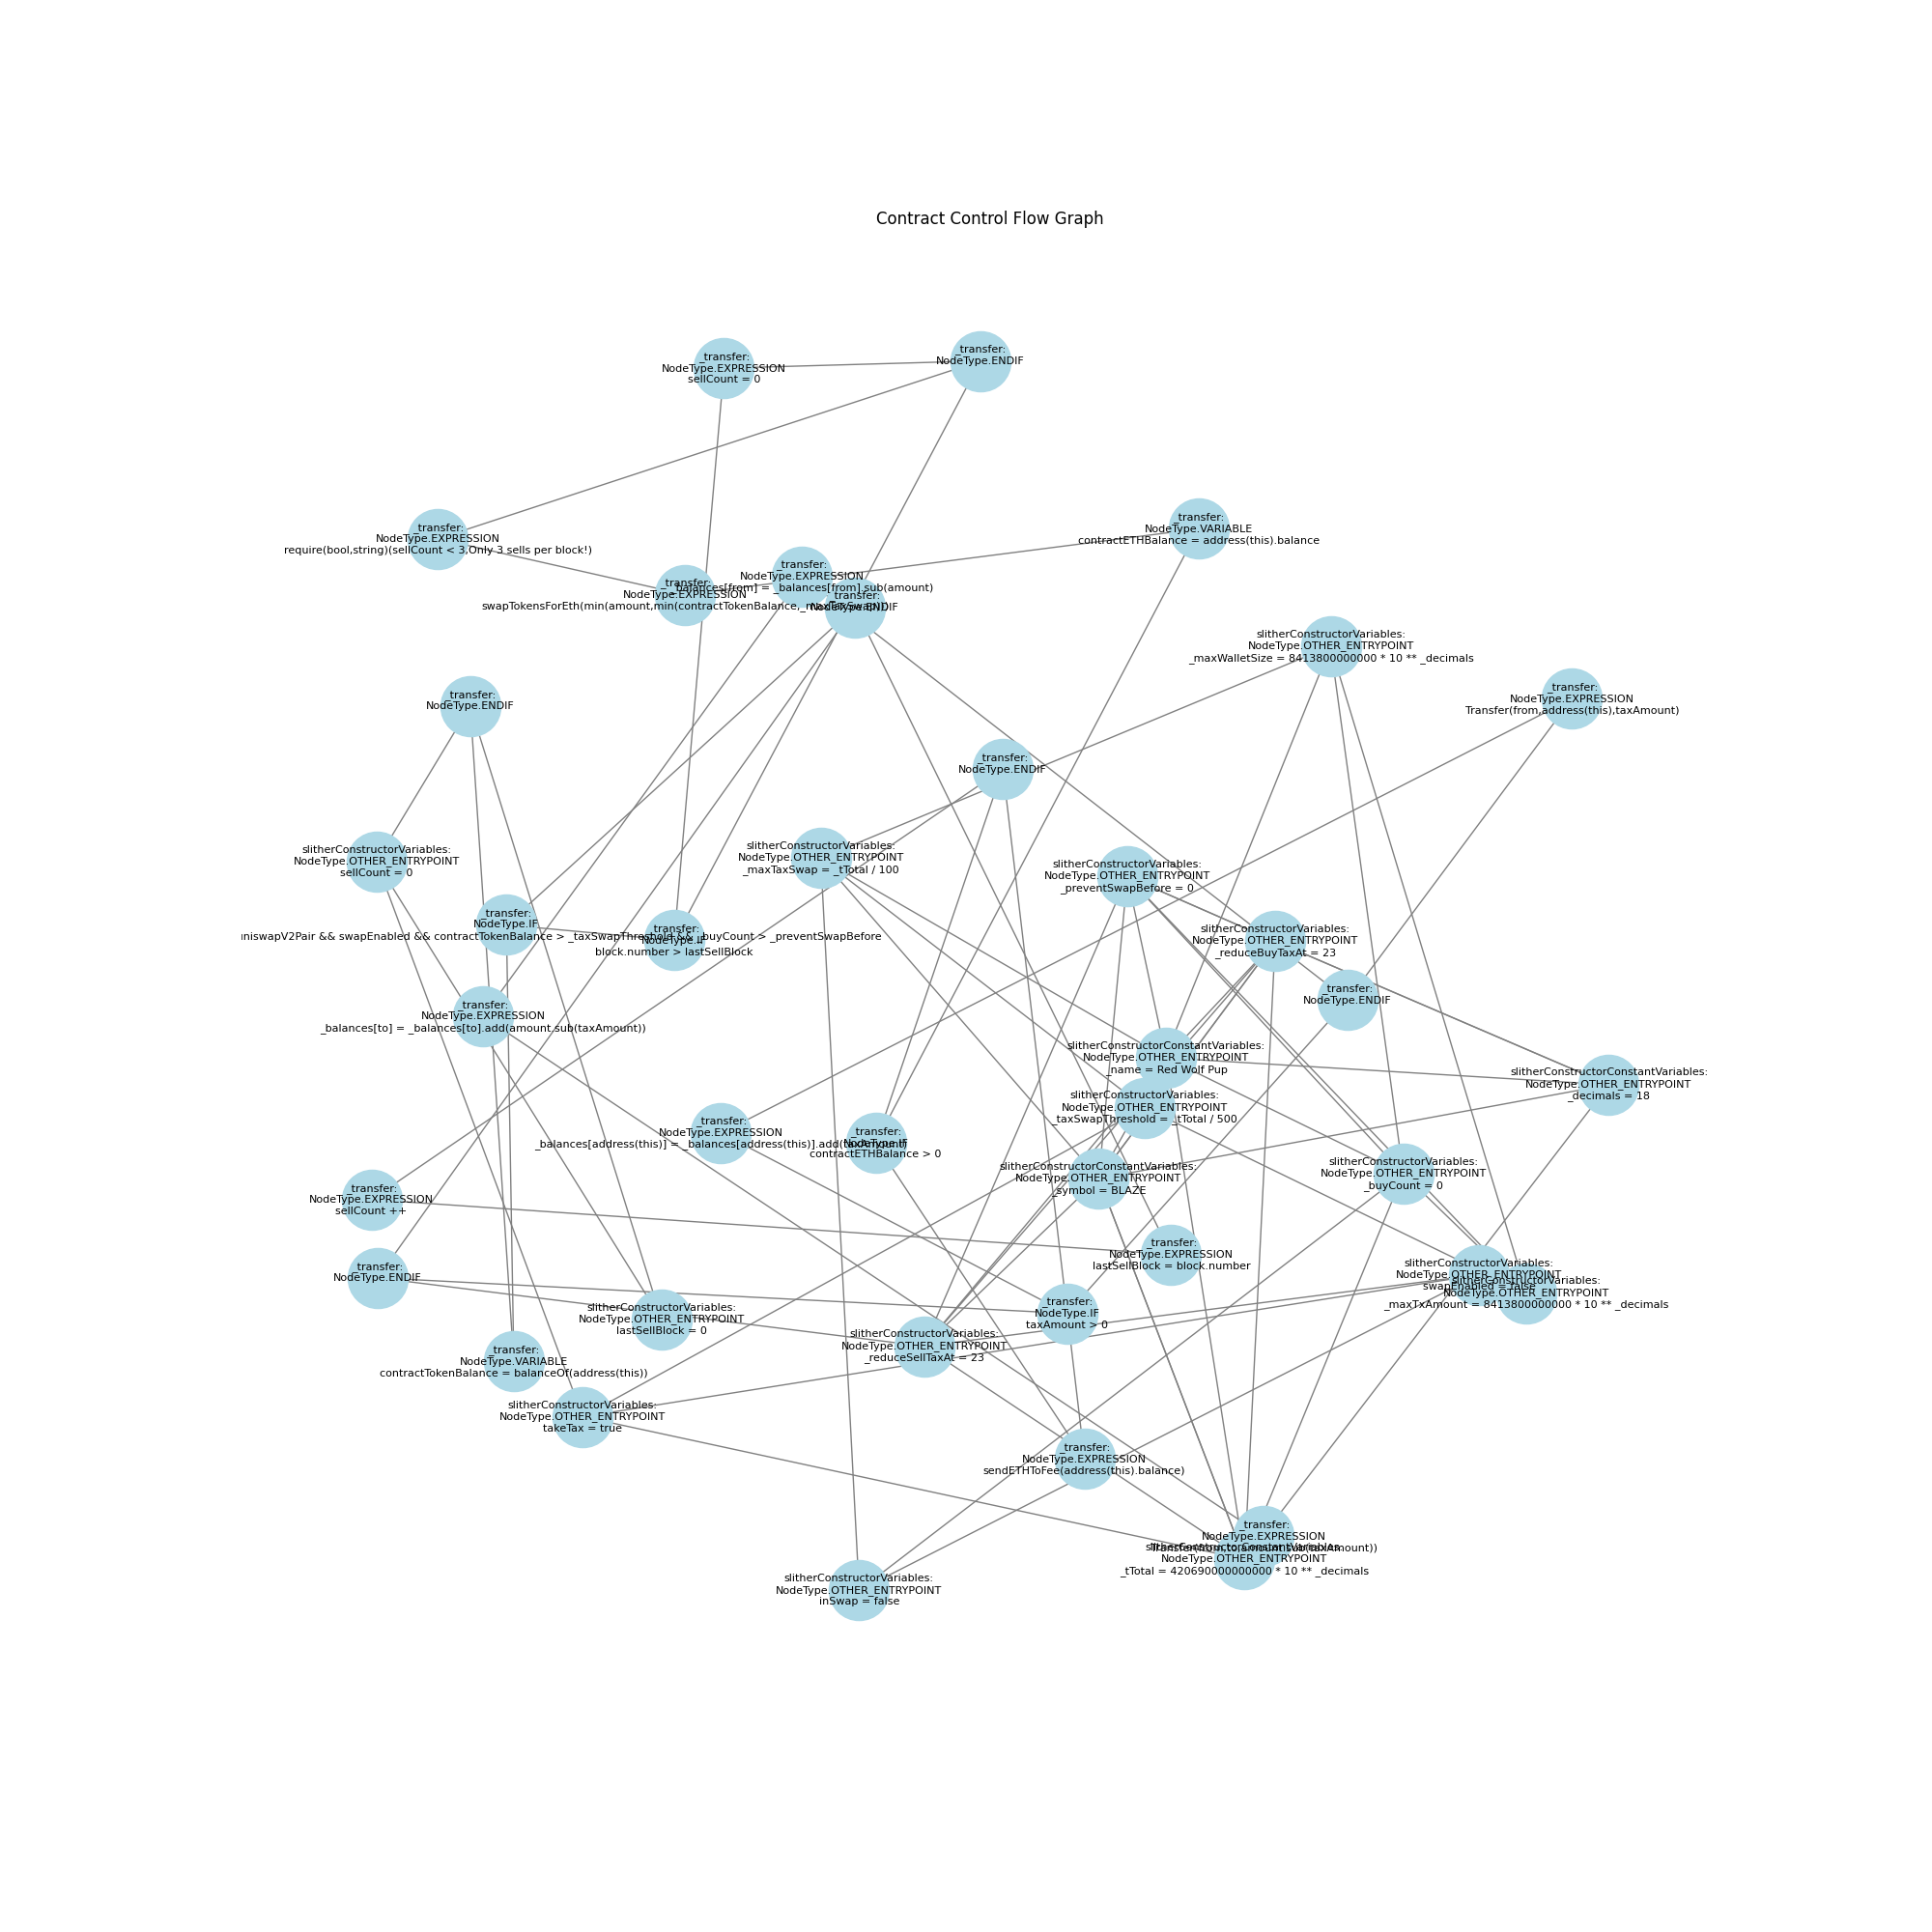 Contract Control Flow Graph
_transfer:
NodeType.EXPRESSION
sellCount = 0
_transfer:
NodeType.ENDIF
_transfer:
NodeType.EXPRESSION
require(bool,string)(sellCount < 3,Only 3 sells per block!)
_transfer:
NodeType.VARIABLE
contractETHBalance = address(this).balance
_transfer:
NodeType.EXPRESSION
_balances[from] = _balances[from].sub(amount)
_transfer:
NodeType.EXPRESSION
swapTokensForEth(min(amount,min(contractTokenBalance,_maxTaxSwap)))
_transfer:
NodeType.ENDIF
slitherConstructorVariables:
NodeType.OTHER_ENTRYPOINT
_maxWalletSize = 8413800000000 * 10 ** _decimals
_transfer:
NodeType.EXPRESSION
Transfer(from,address(this),taxAmount)
_transfer:
NodeType.ENDIF
_transfer:
NodeType.ENDIF
slitherConstructorVariables:
NodeType.OTHER_ENTRYPOINT
sellCount = 0
slitherConstructorVariables:
NodeType.OTHER_ENTRYPOINT
_maxTaxSwap = _tTotal / 100
slitherConstructorVariables:
NodeType.OTHER_ENTRYPOINT
_preventSwapBefore = 0
_transfer:
NodeType.IF
uniswapV2Pair && swapEnabled && contractTokenBalance > _taxSwapThreshold && _buyCount > _preventSwapBefore
_transfer:
NodeType.IF
block.number > lastSellBlock
slitherConstructorVariables:
NodeType.OTHER_ENTRYPOINT
_reduceBuyTaxAt = 23
_transfer:
NodeType.ENDIF
_transfer:
NodeType.EXPRESSION
_balances[to] = _balances[to].add(amount.sub(taxAmount))
slitherConstructorConstantVariables:
NodeType.OTHER_ENTRYPOINT
_name = Red Wolf Pup
slitherConstructorConstantVariables:
NodeType.OTHER_ENTRYPOINT
_decimals = 18
slitherConstructorVariables:
NodeType.OTHER_ENTRYPOINT
_taxSwapThreshold = _tTotal / 500
_transfer:
NodeType.EXPRESSION
_balances[address(this)] = _balances[address(this)].add(taxAmount)
_transfer:
NodeType.IF
contractETHBalance > 0
slitherConstructorConstantVariables:
NodeType.OTHER_ENTRYPOINT
_symbol = BLAZE
slitherConstructorVariables:
NodeType.OTHER_ENTRYPOINT
_buyCount = 0
_transfer:
NodeType.EXPRESSION
sellCount ++
_transfer:
NodeType.EXPRESSION
lastSellBlock = block.number
_transfer:
NodeType.ENDIF
slitherConstructorVariables:
NodeType.OTHER_ENTRYPOINT
swapEnabled = false
slitherConstructorVariables:
NodeType.OTHER_ENTRYPOINT
_maxTxAmount = 8413800000000 * 10 ** _decimals
slitherConstructorVariables:
NodeType.OTHER_ENTRYPOINT
lastSellBlock = 0
_transfer:
NodeType.IF
taxAmount > 0
slitherConstructorVariables:
NodeType.OTHER_ENTRYPOINT
_reduceSellTaxAt = 23
_transfer:
NodeType.VARIABLE
contractTokenBalance = balanceOf(address(this))
slitherConstructorVariables:
NodeType.OTHER_ENTRYPOINT
takeTax = true
_transfer:
NodeType.EXPRESSION
sendETHToFee(address(this).balance)
_transfer:
NodeType.EXPRESSION
Transfer(from,to,amount.sub(taxAmount))
slitherConstructorConstantVariables:
NodeType.OTHER_ENTRYPOINT
_tTotal = 420690000000000 * 10 ** _decimals
slitherConstructorVariables:
NodeType.OTHER_ENTRYPOINT
inSwap = false